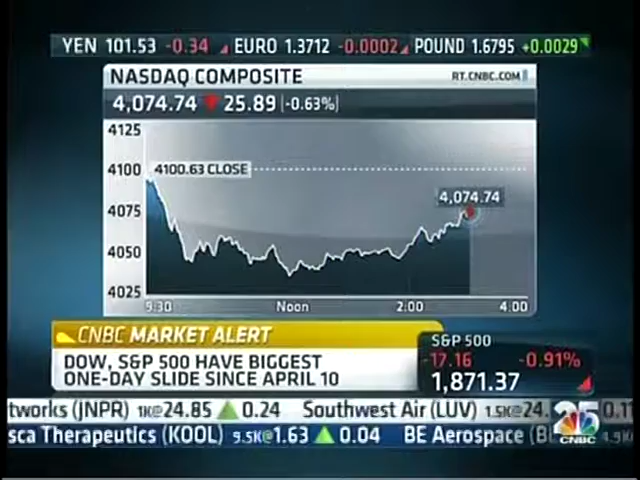 YEN 101.53 -0.34 EURO 1.3712 -0.0002 POUND 1.6795 +0.0029
NASDAQ COMPOSITE RT.CNBC.COM
4,074.74 25.89 (-0.63%)
4125
4100 4100.63 CLOSE
4,074.74
4075
4050
4025
9:30 Noon 2:00 4:00
CNBC MARKET ALERT
DOW, S&P 500 HAVE BIGGEST
ONE-DAY SLIDE SINCE APRIL 10
S&P 500
-17.16 -0.91%
1,871.37
tworks (JNPR) 1K@24.85 0.24 Southwest Air (LUV) 1.5K@24. 0.1
25
CNBC
sca Therapeutics (KOOL) 9.5K@1.63 0.04 BE Aerospace